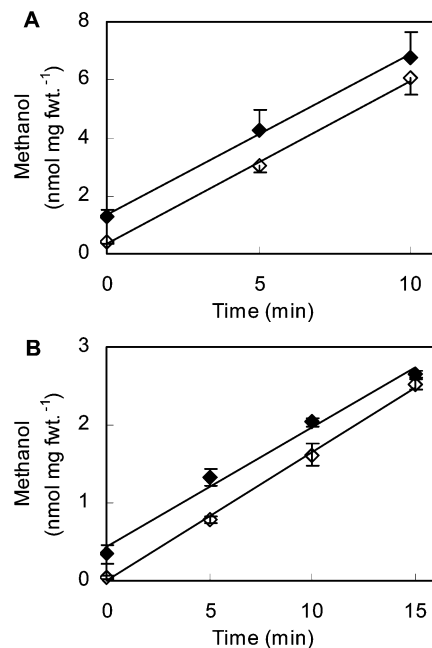 A
8
6
4
2
0
Methanol
(nmol mg fwt.⁻¹)
0 5 10
Time (min)
B
3
2
1
0
Methanol
(nmol mg fwt.⁻¹)
0 5 10 15
Time (min)